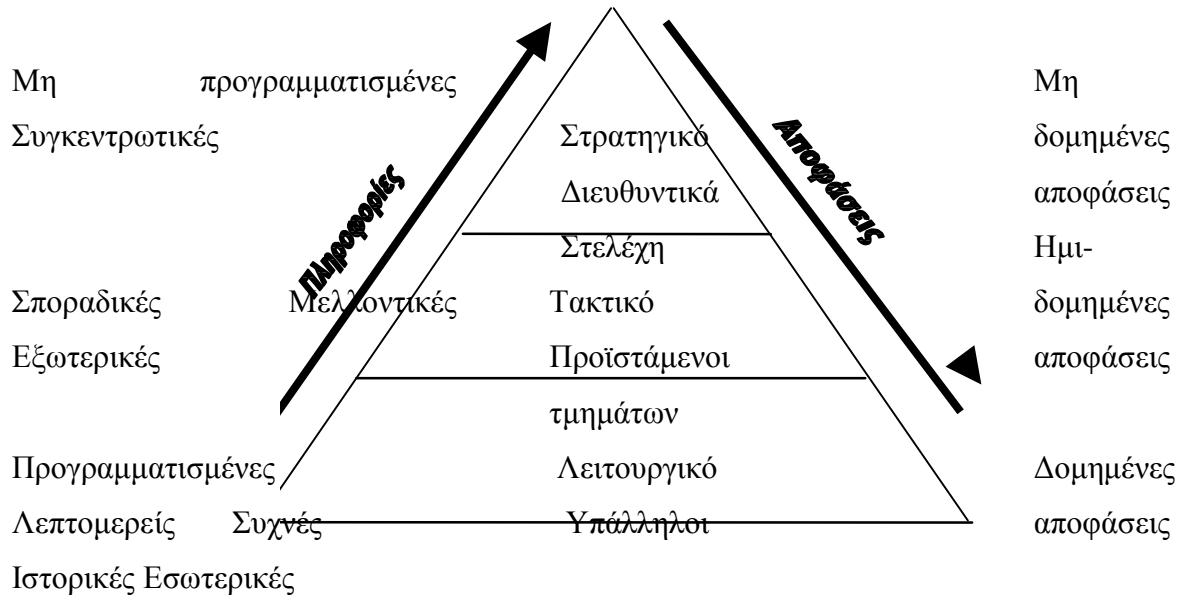 Μη προγραμματισμένες
Συγκεντρωτικές
Σποραδικές Μελλοντικές
Εξωτερικές
Προγραμματισμένες
Λεπτομερείς Συχνές
Ιστορικές Εσωτερικές
Πληροφορίες
Στρατηγικό
Διευθυντικά
Στελέχη
Τακτικό
Προϊστάμενοι
τμημάτων
Λειτουργικό
Υπάλληλοι
Αποφάσεις
Μη
δομημένες
αποφάσεις
Ημι-
δομημένες
αποφάσεις
Δομημένες
αποφάσεις